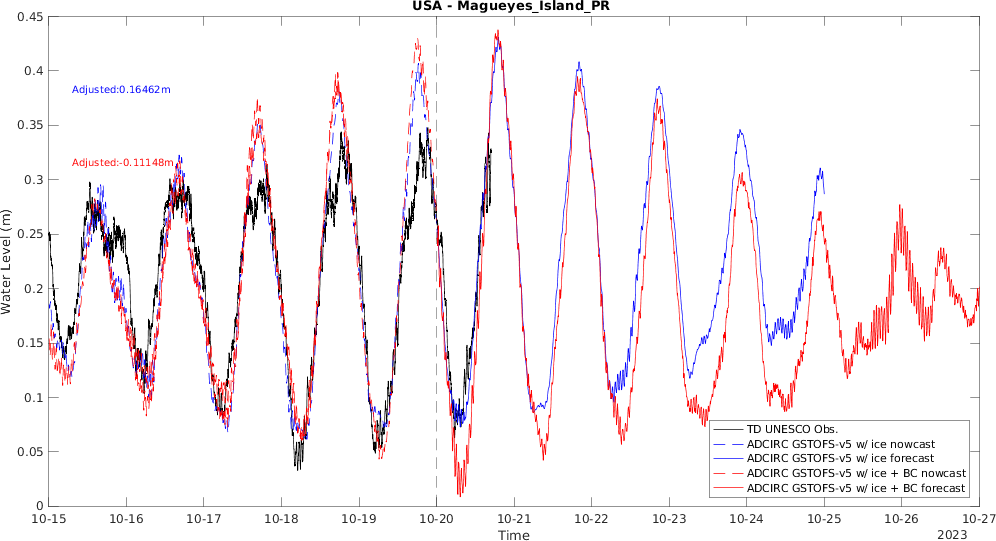 USA - Magueyes_Island_PR
0.45
0.4
0.35
0.3
0.25
0.2
0.15
0.1
0.05
0
Water Level (m)
Adjusted:0.16462m
Adjusted:-0.11148m
TD UNESCO Obs.
ADCIRC GSTOFS-v5 w/ ice nowcast
ADCIRC GSTOFS-v5 w/ ice forecast
ADCIRC GSTOFS-v5 w/ ice + BC nowcast
ADCIRC GSTOFS-v5 w/ ice + BC forecast
10-15 10-16 10-17 10-18 10-19 10-20 10-21 10-22 10-23 10-24 10-25 10-26 10-27
Time
2023